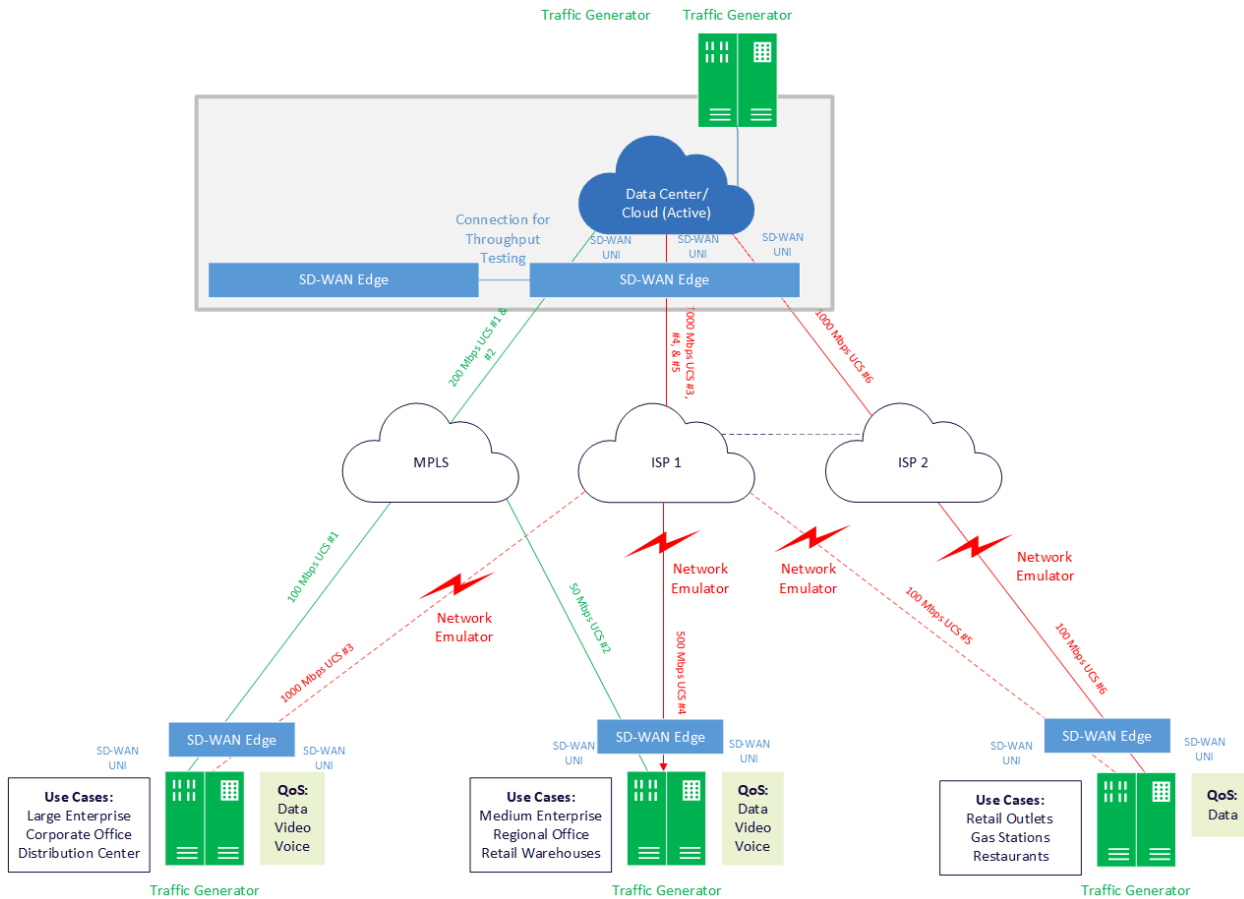 Traffic Generator
Traffic Generator
Data Center/
Cloud (Active)
Connection for
Throughput
Testing
SD-WAN
UNI
SD-WAN
UNI
SD-WAN
UNI
SD-WAN Edge
SD-WAN Edge
200 Mbps UCS #1 &
#2
1000 Mbps UCS #3,
#4, & #5
1000 Mbps UCS #6
MPLS
ISP 1
ISP 2
100 Mbps UCS #1
1000 Mbps UCS #3
50 Mbps UCS #2
500 Mbps UCS #4
100 Mbps UCS #5
100 Mbps UCS #6
Network
Emulator
Network
Emulator
Network
Emulator
Network
Emulator
SD-WAN Edge
SD-WAN
UNI
SD-WAN
UNI
Use Cases:
Large Enterprise
Corporate Office
Distribution Center
QoS:
Data
Video
Voice
Traffic Generator
SD-WAN Edge
SD-WAN
UNI
SD-WAN
UNI
Use Cases:
Medium Enterprise
Regional Office
Retail Warehouses
QoS:
Data
Video
Voice
Traffic Generator
SD-WAN Edge
SD-WAN
UNI
SD-WAN
UNI
Use Cases:
Retail Outlets
Gas Stations
Restaurants
QoS:
Data
Traffic Generator